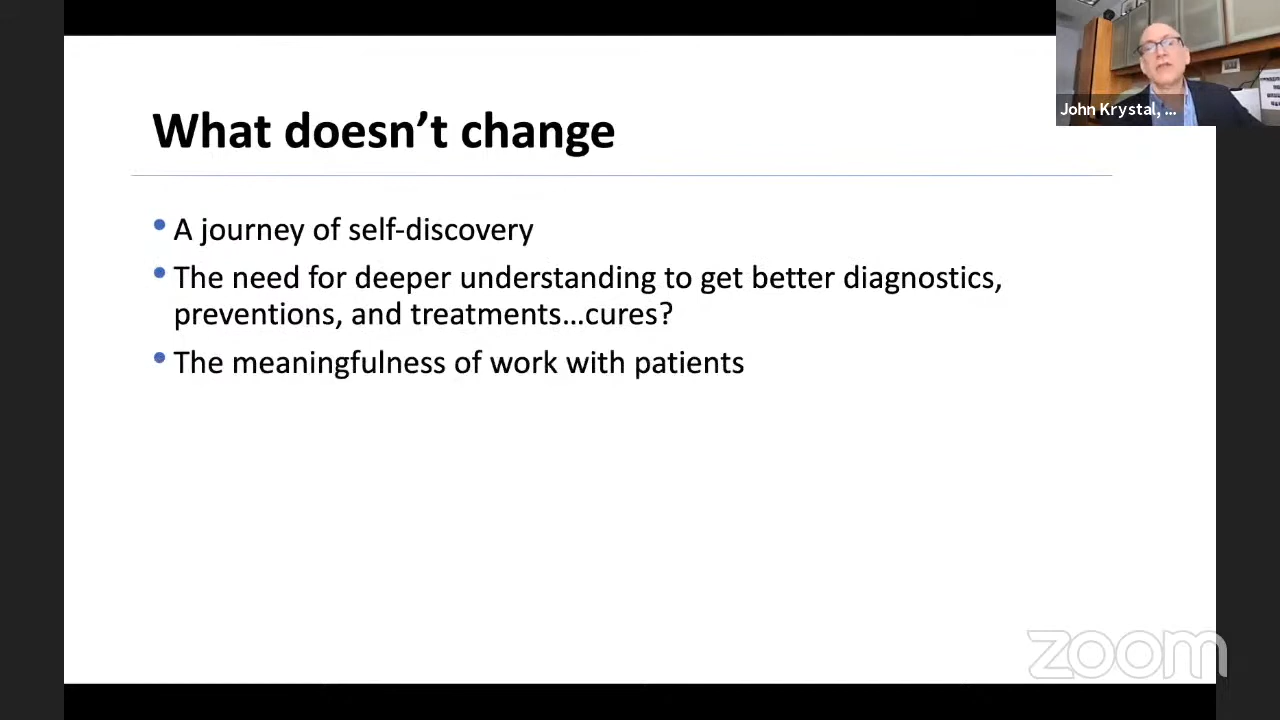 What doesn’t change
• A journey of self-discovery
• The need for deeper understanding to get better diagnostics,
preventions, and treatments…cures?
• The meaningfulness of work with patients
John Krystal, ...
zoom